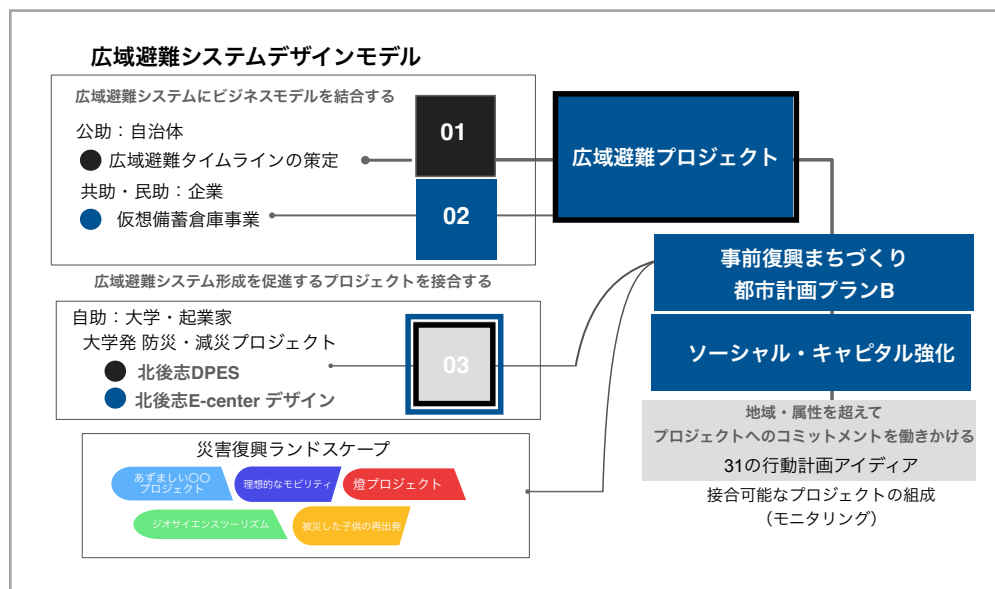 広域避難システムデザインモデル
広域避難システムにビジネスモデルを結合する
公助：自治体
広域避難タイムラインの策定
01
共助・民助：企業
仮想備蓄倉庫事業
02
広域避難プロジェクト
広域避難システム形成を促進するプロジェクトを接合する
自助：大学・起業家
大学発 防災・減災プロジェクト
北後志DPES
北後志E-center デザイン
03
事前復興まちづくり
都市計画プランB
ソーシャル・キャピタル強化
地域・属性を超えて
プロジェクトへのコミットメントを働きかける
31の行動計画アイディア
接合可能なプロジェクトの組成
（モニタリング）
災害復興ランドスケープ
あずましい〇〇
プロジェクト
理想的なモビリティ
燈プロジェクト
ジオサイエンスツーリズム
被災した子供の再出発